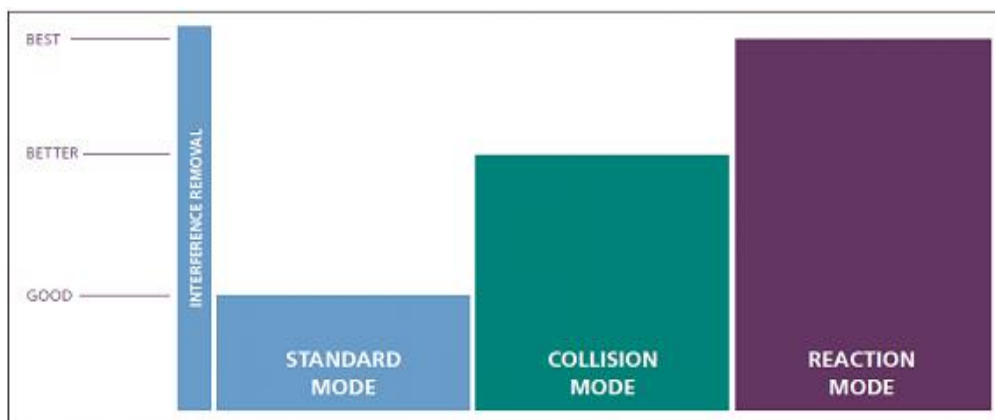 BEST
BETTER
GOOD
INTERFERENCE REMOVAL
STANDARD
MODE
COLLISION
MODE
REACTION
MODE